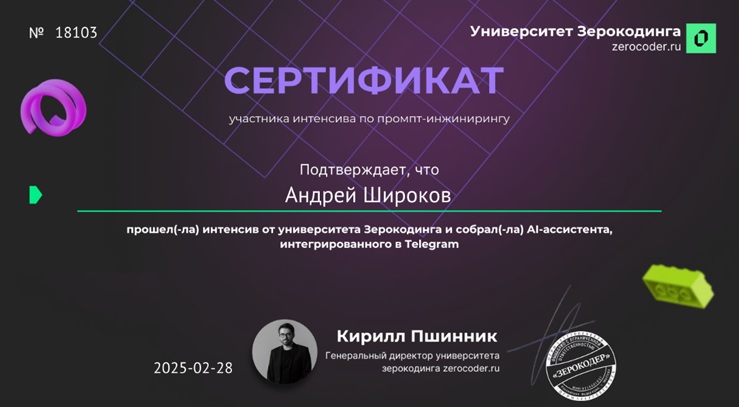 № 18103
Университет Зерокодинга
zerocoder.ru
СЕРТИФИКАТ
участника интенсива по промпт-инжинирингу
Подтверждает, что
Андрей Широков
прошел(-ла) интенсив от университета Зерокодинга и собрал(-ла) AI-ассистента,
интегрированного в Telegram
2025-02-28
Кирилл Пшинник
Генеральный директор университета
зерокодинга zerocoder.ru
«ЗЕРОКОДЕР»